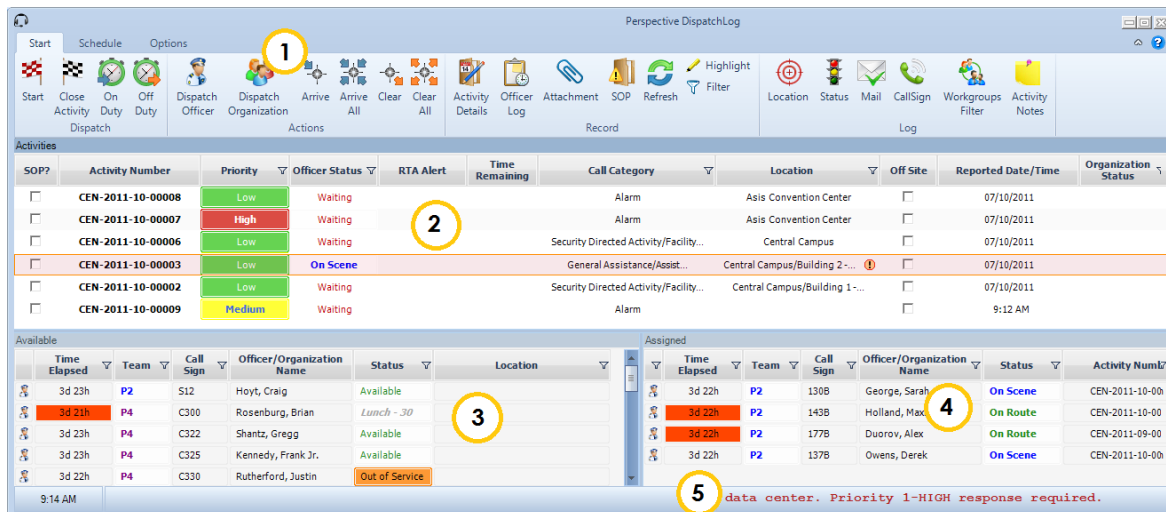 Perspective DispatchLog
Start Schedule Options
1
Start Close Activity On Duty Off Duty Dispatch Officer Dispatch Organization Arrive Arrive All Clear Clear All Activity Details Officer Log Attachment SOP Refresh Highlight Filter Location Status Mail CallSign Workgroups Filter Activity Notes
Dispatch Actions Record Log
Activities
SOP? Activity Number Priority Officer Status RTA Alert Time Remaining Call Category Location Off Site Reported Date/Time Organization Status
CEN-2011-10-00008 Low Waiting Alarm Asis Convention Center 07/10/2011
CEN-2011-10-00007 High Waiting Alarm Asis Convention Center 07/10/2011
2
CEN-2011-10-00006 Low Waiting Security Directed Activity/Facility... Central Campus 07/10/2011
CEN-2011-10-00003 Low On Scene General Assistance/Assist... Central Campus/Building 2-... 07/10/2011
CEN-2011-10-00002 Low Waiting Security Directed Activity/Facility... Central Campus/Building 1-... 07/10/2011
CEN-2011-10-00009 Medium Waiting Alarm 9:12 AM
Available
Time Elapsed Team Call Sign Officer/Organization Name Status Location
3d 23h P2 S12 Hoyt, Craig Available
3d 21h P4 C300 Rosenburg, Brian Lunch - 30
3
3d 23h P4 C322 Shantz, Gregg Available
3d 23h P4 C325 Kennedy, Frank Jr. Available
3d 22h P4 C330 Rutherford, Justin Out of Service
Assigned
Time Elapsed Team Call Sign Officer/Organization Name Status Activity
3d 22h P2 130B George, Sarah On Scene CEN-2011-10-00
3d 22h P2 143B Holland, Max On Route CEN-2011-10-00
4
3d 22h P2 177B Duorov, Alex On Route CEN-2011-09-00
3d 22h P2 137B Owens, Derek On Scene CEN-2011-10-00
9:14 AM
5
data center. Priority 1-HIGH response required.